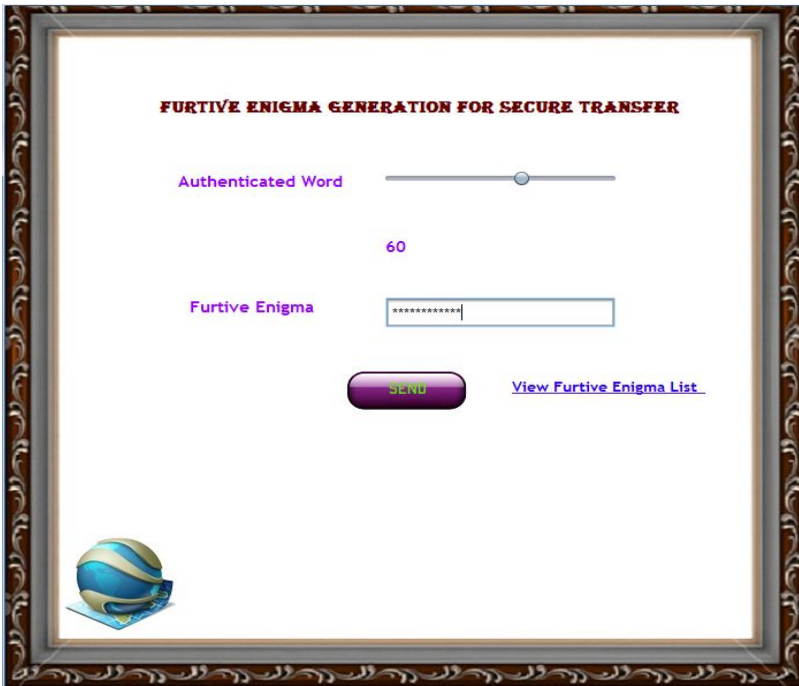 FURTIVE ENIGMA GENERATION FOR SECURE TRANSFER
Authenticated Word
60
Furtive Enigma
************
SEND
View Furtive Enigma List